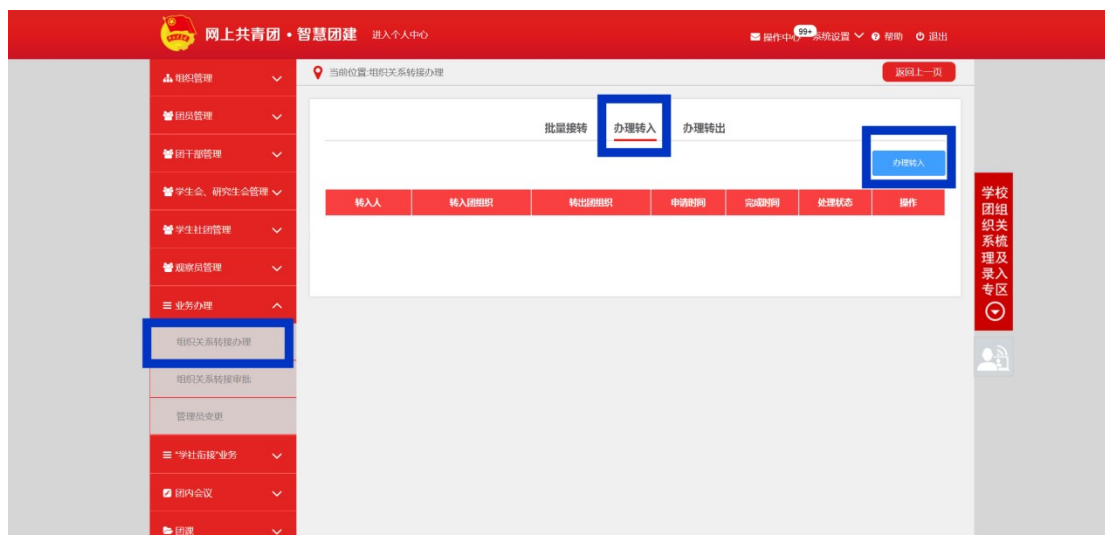 网上共青团·智慧团建 进入个人中心 操作中心 99+ 系统设置 帮助 退出
组织管理
团员管理
团干部管理
学生会、研究生会管理
学生社团管理
观察员管理
业务办理
组织关系转接办理
组织关系转接审批
管理员变更
“学社衔接”业务
团内会议
团课
当前位置:组织关系转接办理 返回上一页
批量接转 办理转入 办理转出
办理转入
转入人 转入团组织 转出团组织 申请时间 完成时间 处理状态 操作
学校
团组
织关
系梳
理及
录入
专区